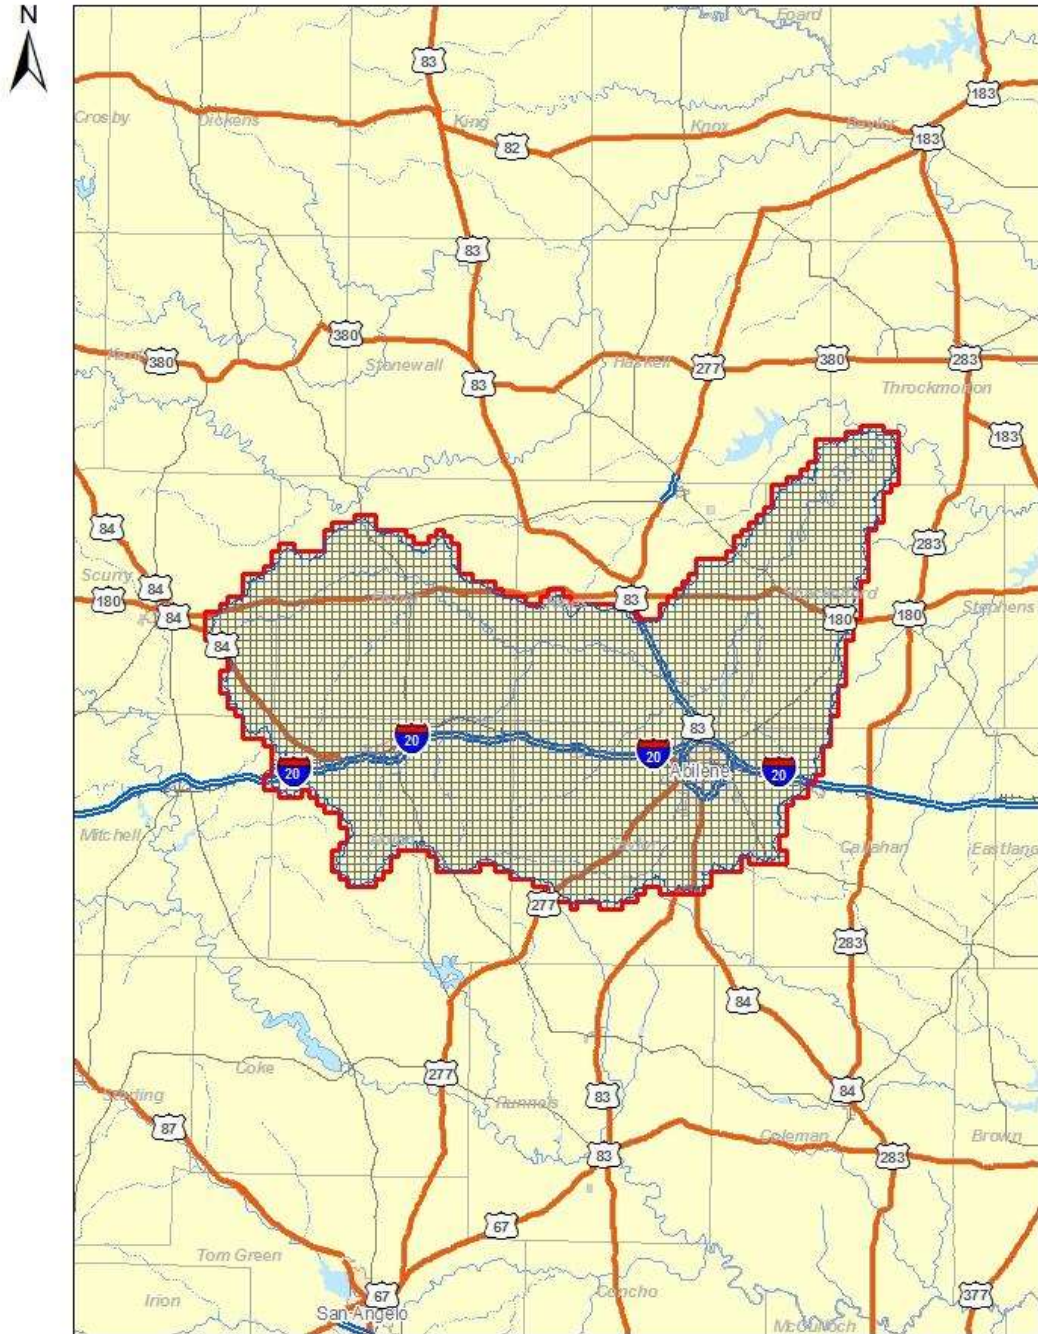 N
Foard
83
183
Crosby
Dickens
King
Knox
Baylor
82
183
83
380
Kent
380
Stonewall
Haskell
277
380
283
83
Throckmorton
183
84
283
Scurry
84
180
84
83
180
180
Stephens
84
83
20
20
20
20
Abilene
Mitchell
Callahan
Eastland
277
283
84
Coke
277
Sterling
Runnels
83
84
87
83
Coleman
283
Brown
67
Tom Green
Irion
67
Concho
377
San Angelo
McCulloch